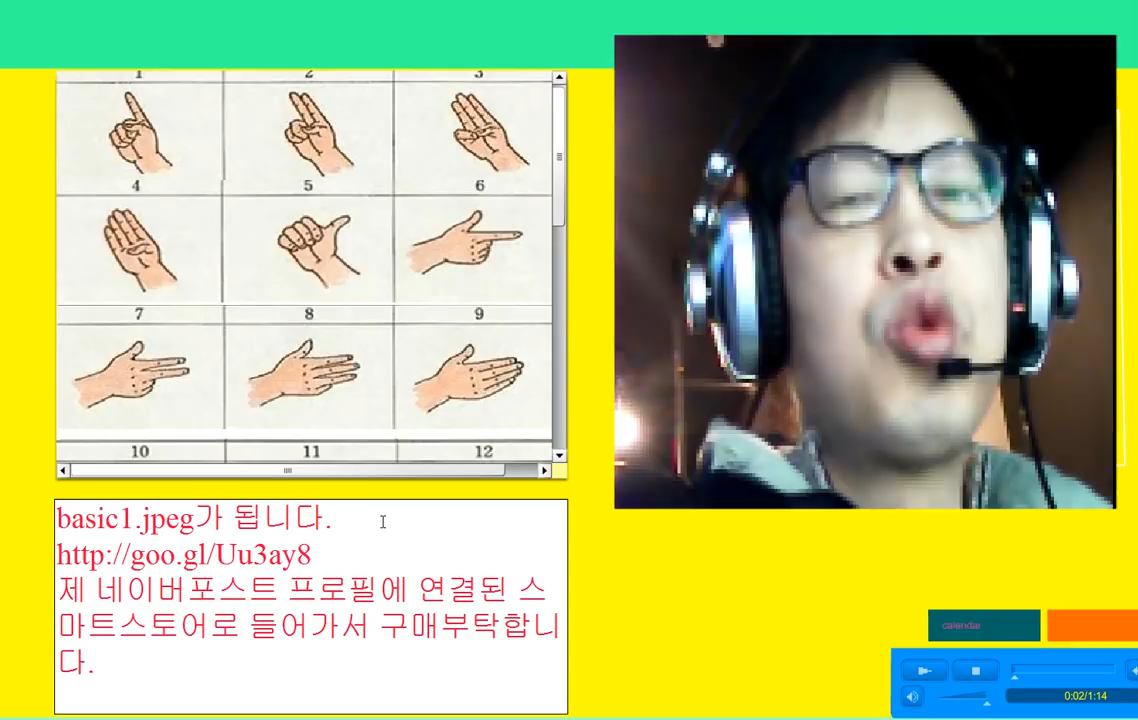 1 2 3
4 5 6
7 8 9
10 11 12
basic1.jpeg가 됩니다.
http://goo.gl/Uu3ay8
제 네이버포스트 프로필에 연결된 스
마트스토어로 들어가서 구매부탁합니
다.
calendar
0:02/1:14